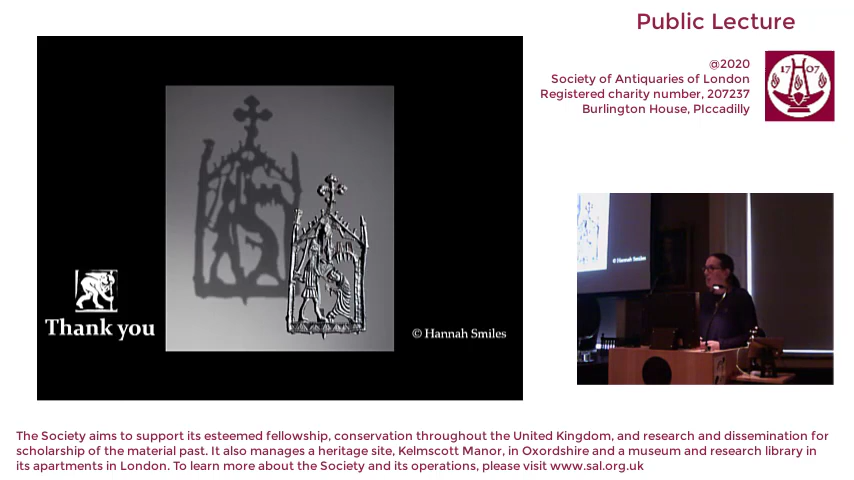 Public Lecture
@2020
Society of Antiquaries of London
Registered charity number, 207237
Burlington House, PIccadilly
17 07
Thank you
© Hannah Smiles
© Hannah Smiles
The Society aims to support its esteemed fellowship, conservation throughout the United Kingdom, and research and dissemination for
scholarship of the material past. It also manages a heritage site, Kelmscott Manor, in Oxordshire and a museum and research library in
its apartments in London. To learn more about the Society and its operations, please visit www.sal.org.uk